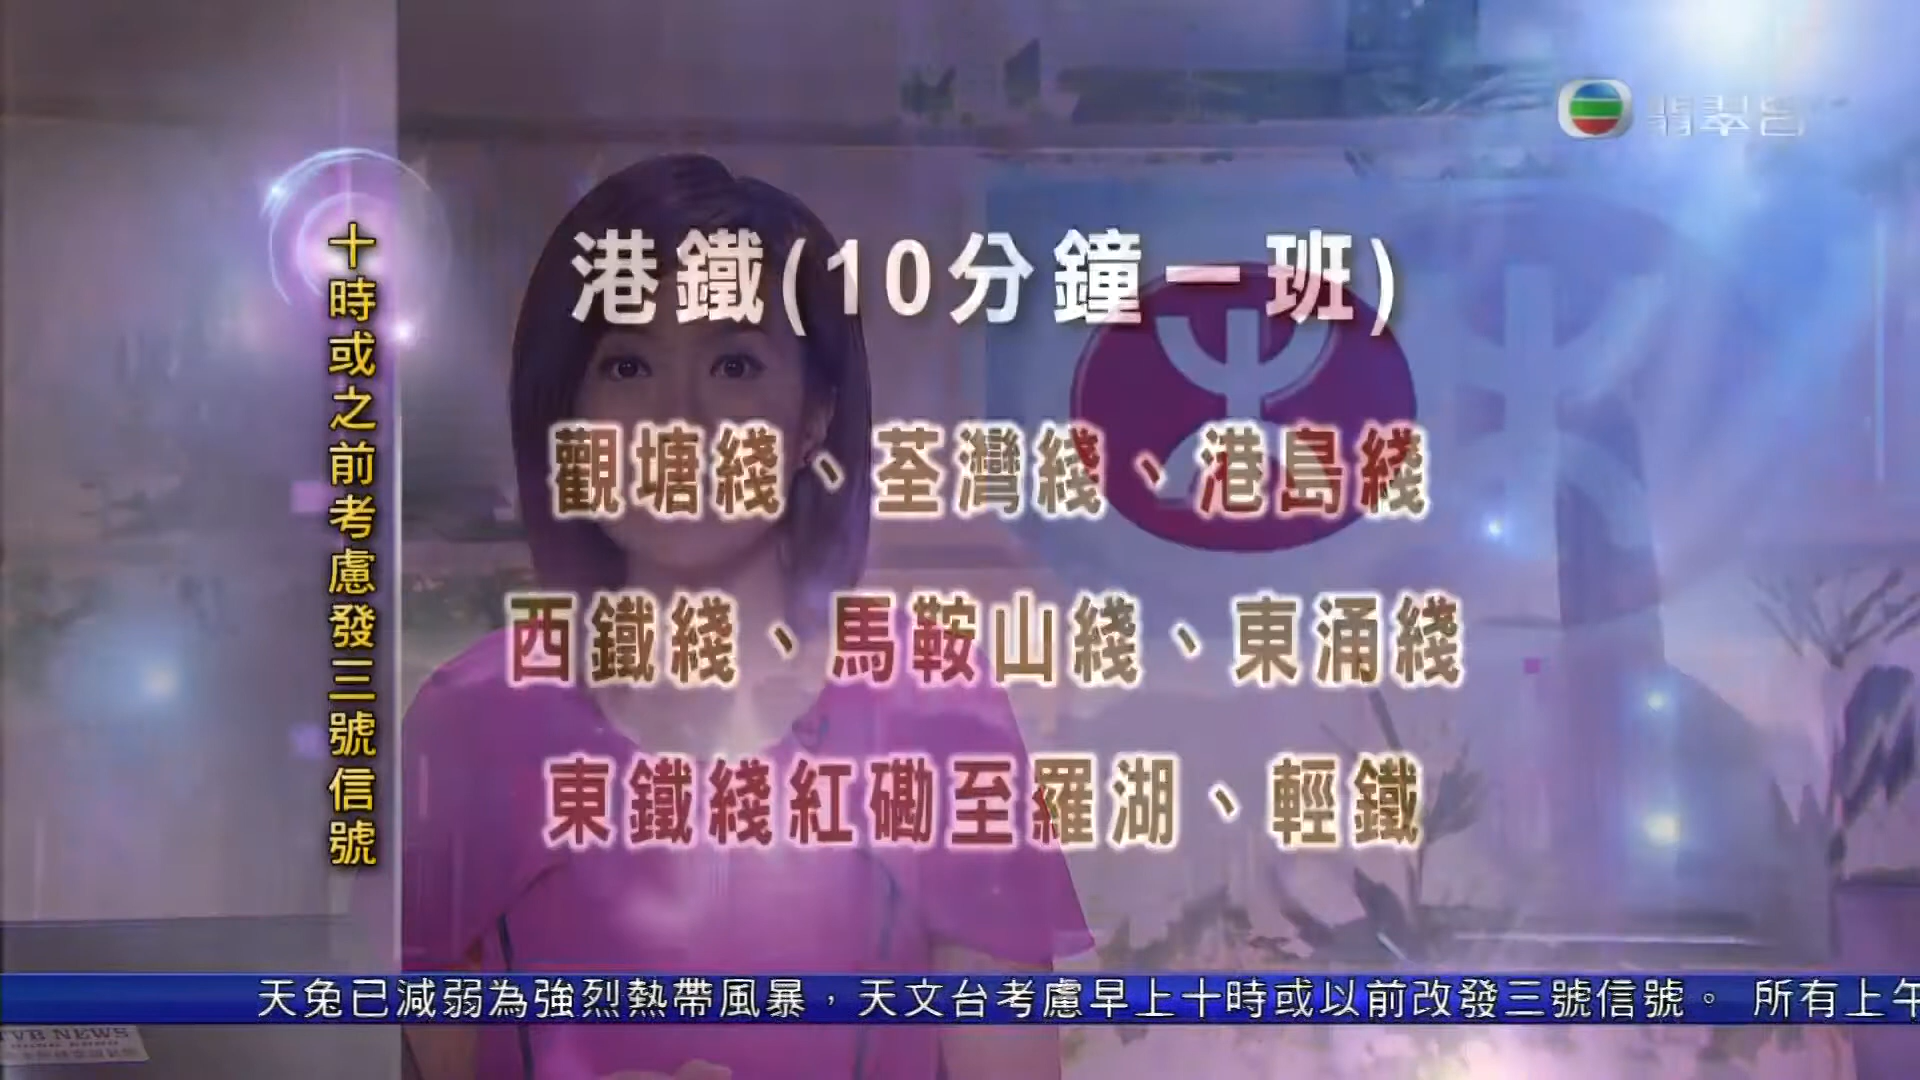 翡翠台
十時或之前考慮發三號信號
港鐵(10分鐘一班)
觀塘綫、荃灣綫、港島綫
西鐵綫、馬鞍山綫、東涌綫
東鐵綫紅磡至羅湖、輕鐵
天兔已減弱為強烈熱帶風暴，天文台考慮早上十時或以前改發三號信號。 所有上午
TVB NEWS